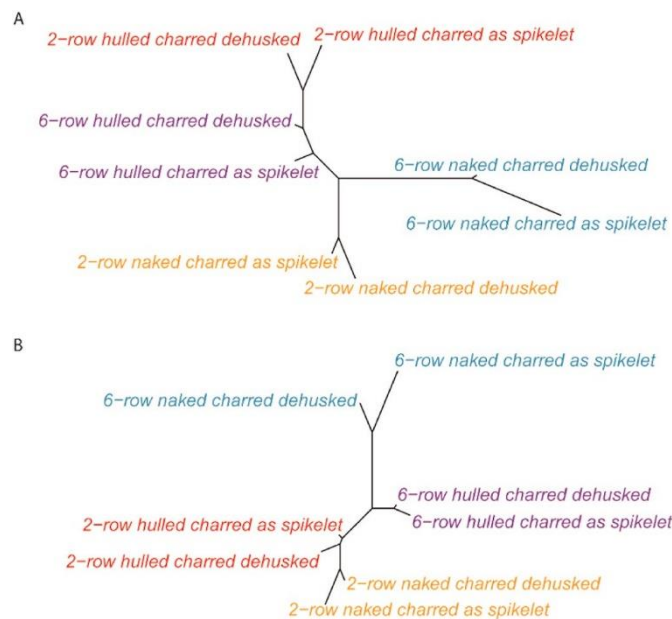 A
2−row hulled charred dehusked
2−row hulled charred as spikelet
6−row hulled charred dehusked
6−row hulled charred as spikelet
6−row naked charred dehusked
6−row naked charred as spikelet
2−row naked charred as spikelet
2−row naked charred dehusked
B
6−row naked charred as spikelet
6−row naked charred dehusked
6−row hulled charred dehusked
6−row hulled charred as spikelet
2−row hulled charred as spikelet
2−row hulled charred dehusked
2−row naked charred dehusked
2−row naked charred as spikelet